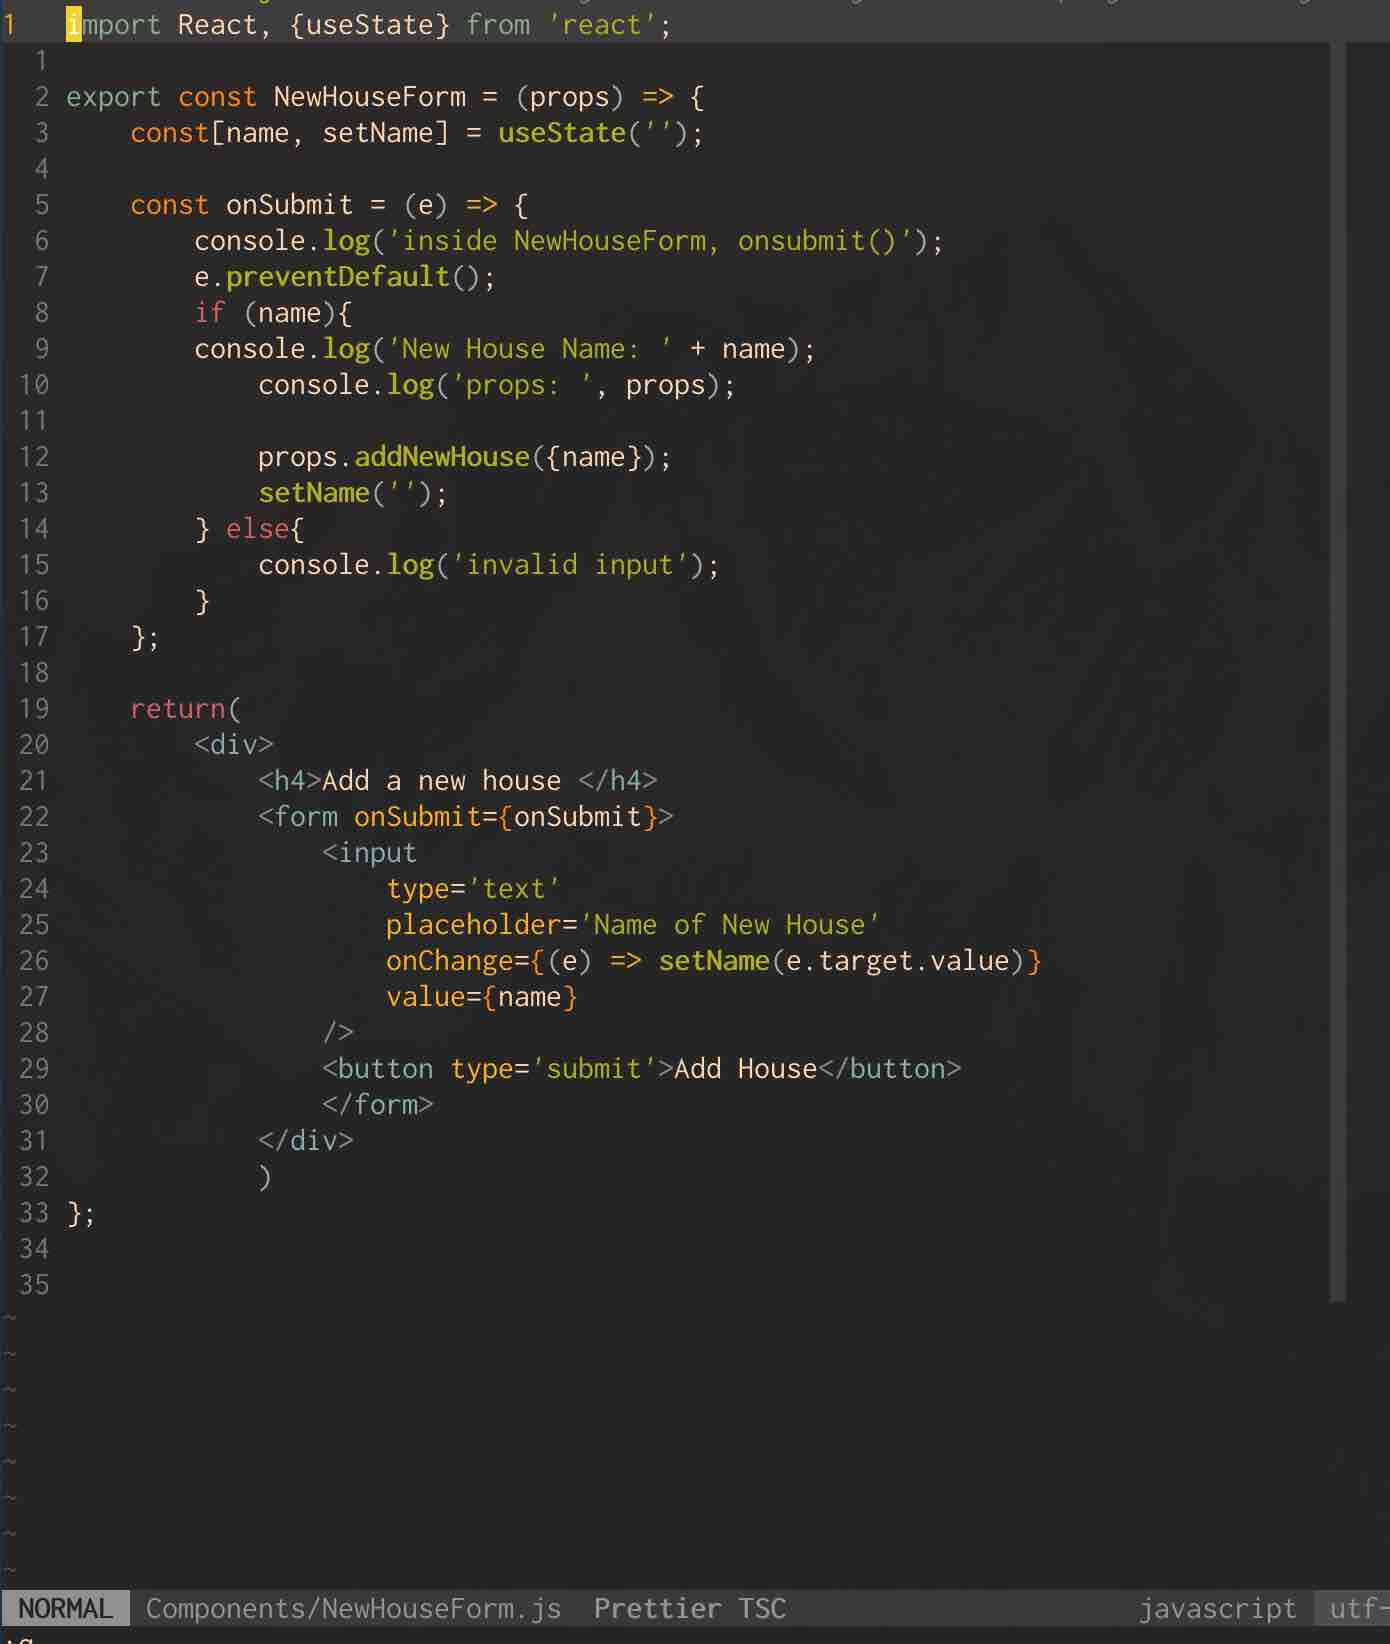 1 import React, {useState} from 'react';
1
2 export const NewHouseForm = (props) => {
3     const[name, setName] = useState('');
4
5     const onSubmit = (e) => {
6         console.log('inside NewHouseForm, onsubmit()');
7         e.preventDefault();
8         if (name){
9         console.log('New House Name: ' + name);
10             console.log('props: ', props);
11
12             props.addNewHouse({name});
13             setName('');
14         } else{
15             console.log('invalid input');
16         }
17     };
18
19     return(
20         <div>
21             <h4>Add a new house </h4>
22             <form onSubmit={onSubmit}>
23                 <input
24                     type='text'
25                     placeholder='Name of New House'
26                     onChange={(e) => setName(e.target.value)}
27                     value={name}
28                 />
29                 <button type='submit'>Add House</button>
30                 </form>
31             </div>
32             )
33 };
34
35
~
~
~
~
~
~
~
~
NORMAL Components/NewHouseForm.js Prettier TSC javascript utf-